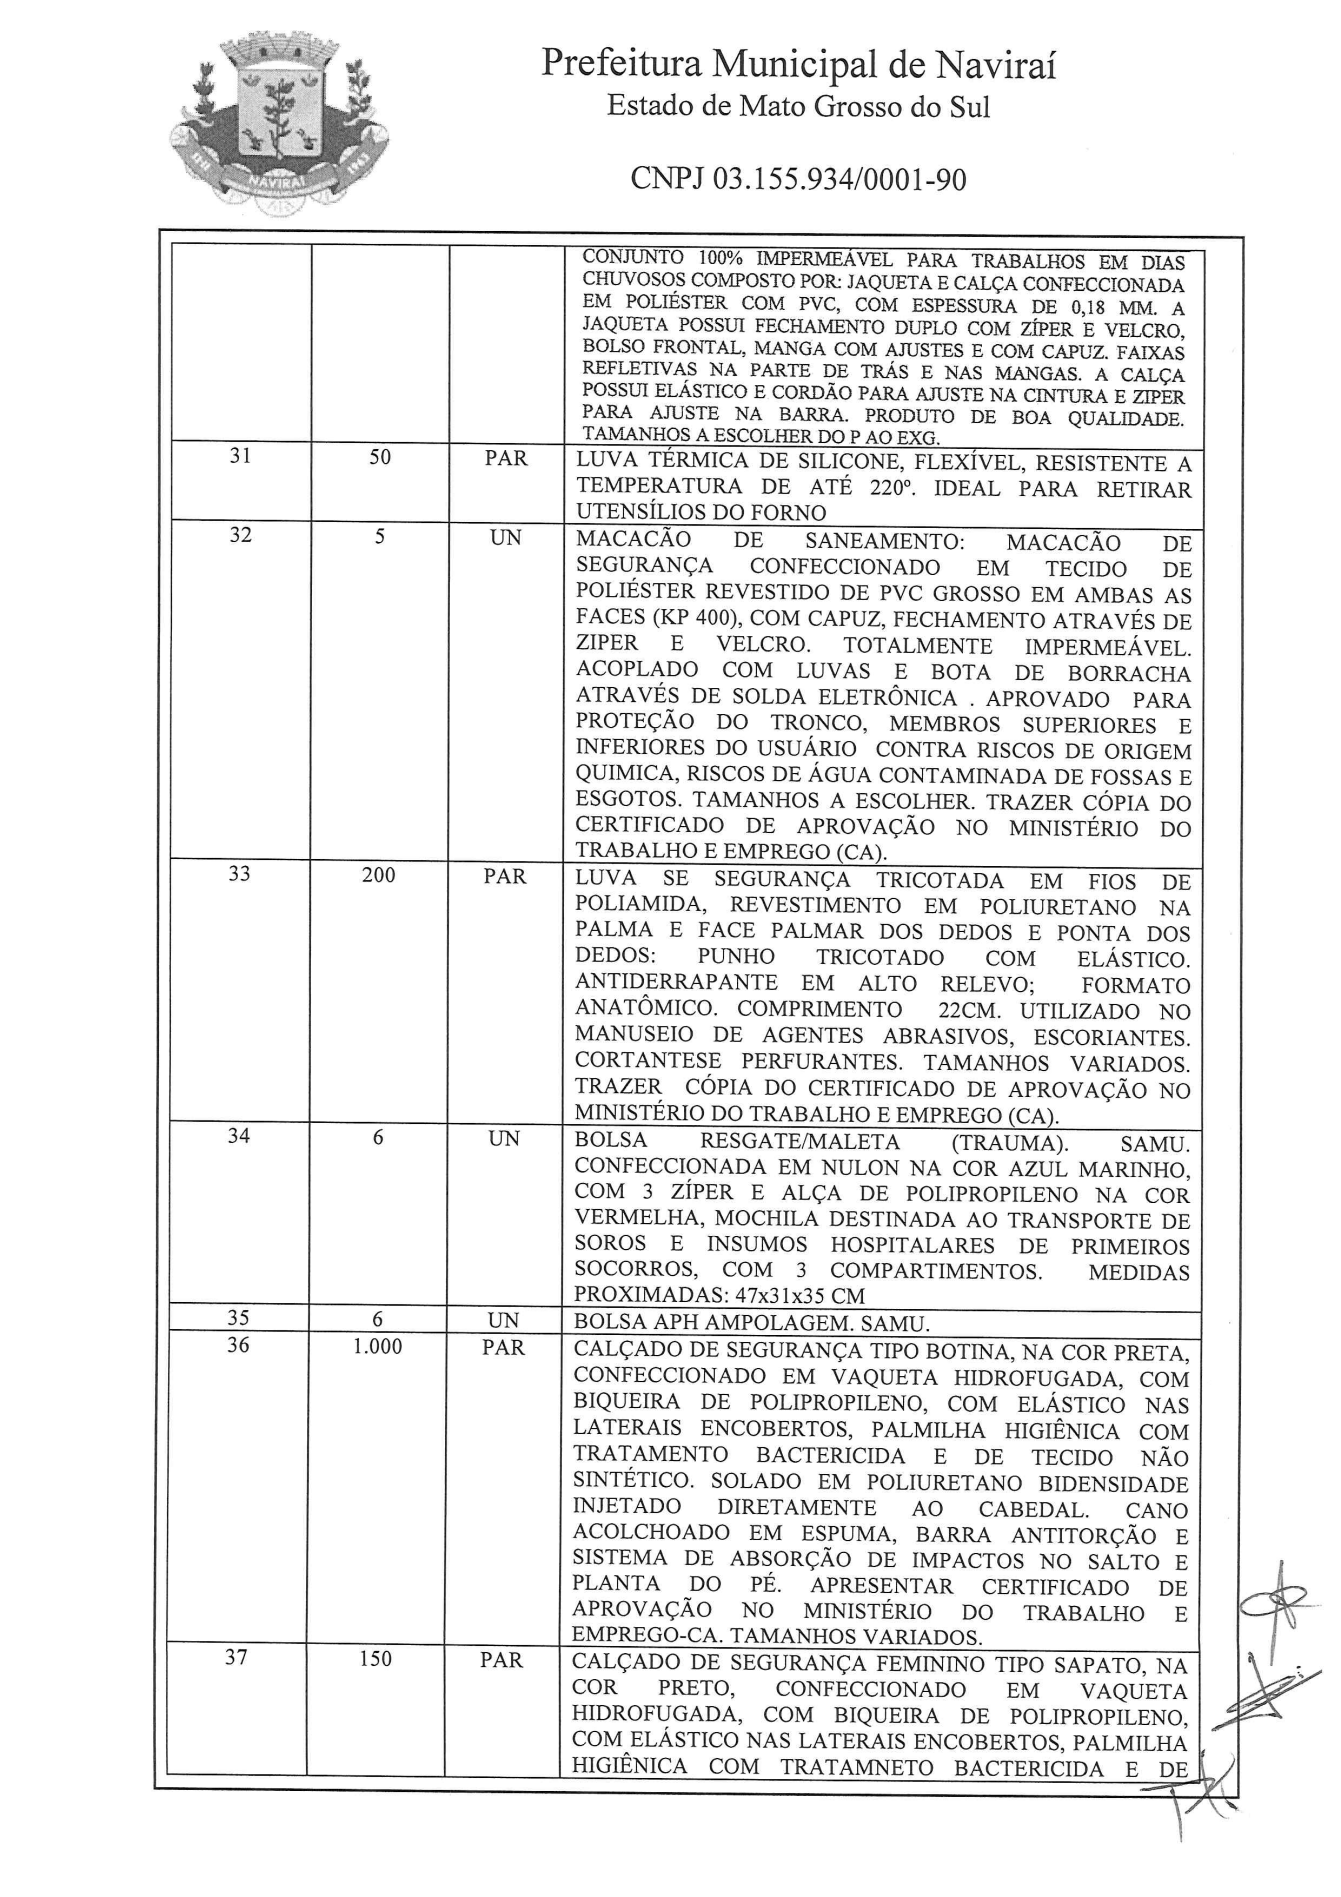 Prefeitura Municipal de Naviraí
Estado de Mato Grosso do Sul
CNPJ 03.155.934/0001-90
NAVIRAÍ
1963
CONJUNTO 100% IMPERMEÁVEL PARA TRABALHOS EM DIAS
CHUVOSOS COMPOSTO POR: JAQUETA E CALÇA CONFECCIONADA
EM POLIÉSTER COM PVC, COM ESPESSURA DE 0,18 MM. A
JAQUETA POSSUI FECHAMENTO DUPLO COM ZÍPER E VELCRO,
BOLSO FRONTAL, MANGA COM AJUSTES E COM CAPUZ. FAIXAS
REFLETIVAS NA PARTE DE TRÁS E NAS MANGAS. A CALÇA
POSSUI ELÁSTICO E CORDÃO PARA AJUSTE NA CINTURA E ZIPER
PARA AJUSTE NA BARRA. PRODUTO DE BOA QUALIDADE.
TAMANHOS A ESCOLHER DO P AO EXG.
31 50 PAR LUVA TÉRMICA DE SILICONE, FLEXÍVEL, RESISTENTE A
TEMPERATURA DE ATÉ 220º. IDEAL PARA RETIRAR
UTENSÍLIOS DO FORNO
32 5 UN MACACÃO DE SANEAMENTO: MACACÃO DE
SEGURANÇA CONFECCIONADO EM TECIDO DE
POLIÉSTER REVESTIDO DE PVC GROSSO EM AMBAS AS
FACES (KP 400), COM CAPUZ, FECHAMENTO ATRAVÉS DE
ZIPER E VELCRO. TOTALMENTE IMPERMEÁVEL.
ACOPLADO COM LUVAS E BOTA DE BORRACHA
ATRAVÉS DE SOLDA ELETRÔNICA . APROVADO PARA
PROTEÇÃO DO TRONCO, MEMBROS SUPERIORES E
INFERIORES DO USUÁRIO CONTRA RISCOS DE ORIGEM
QUIMICA, RISCOS DE ÁGUA CONTAMINADA DE FOSSAS E
ESGOTOS. TAMANHOS A ESCOLHER. TRAZER CÓPIA DO
CERTIFICADO DE APROVAÇÃO NO MINISTÉRIO DO
TRABALHO E EMPREGO (CA).
33 200 PAR LUVA SE SEGURANÇA TRICOTADA EM FIOS DE
POLIAMIDA, REVESTIMENTO EM POLIURETANO NA
PALMA E FACE PALMAR DOS DEDOS E PONTA DOS
DEDOS: PUNHO TRICOTADO COM ELÁSTICO.
ANTIDERRAPANTE EM ALTO RELEVO; FORMATO
ANATÔMICO. COMPRIMENTO 22CM. UTILIZADO NO
MANUSEIO DE AGENTES ABRASIVOS, ESCORIANTES.
CORTANTESE PERFURANTES. TAMANHOS VARIADOS.
TRAZER CÓPIA DO CERTIFICADO DE APROVAÇÃO NO
MINISTÉRIO DO TRABALHO E EMPREGO (CA).
34 6 UN BOLSA RESGATE/MALETA (TRAUMA). SAMU.
CONFECCIONADA EM NULON NA COR AZUL MARINHO,
COM 3 ZÍPER E ALÇA DE POLIPROPILENO NA COR
VERMELHA, MOCHILA DESTINADA AO TRANSPORTE DE
SOROS E INSUMOS HOSPITALARES DE PRIMEIROS
SOCORROS, COM 3 COMPARTIMENTOS. MEDIDAS
PROXIMADAS: 47x31x35 CM
35 6 UN BOLSA APH AMPOLAGEM. SAMU.
36 1.000 PAR CALÇADO DE SEGURANÇA TIPO BOTINA, NA COR PRETA,
CONFECCIONADO EM VAQUETA HIDROFUGADA, COM
BIQUEIRA DE POLIPROPILENO, COM ELÁSTICO NAS
LATERAIS ENCOBERTOS, PALMILHA HIGIÊNICA COM
TRATAMENTO BACTERICIDA E DE TECIDO NÃO
SINTÉTICO. SOLADO EM POLIURETANO BIDENSIDADE
INJETADO DIRETAMENTE AO CABEDAL. CANO
ACOLCHOADO EM ESPUMA, BARRA ANTITORÇÃO E
SISTEMA DE ABSORÇÃO DE IMPACTOS NO SALTO E
PLANTA DO PÉ. APRESENTAR CERTIFICADO DE
APROVAÇÃO NO MINISTÉRIO DO TRABALHO E
EMPREGO-CA. TAMANHOS VARIADOS.
37 150 PAR CALÇADO DE SEGURANÇA FEMININO TIPO SAPATO, NA
COR PRETO, CONFECCIONADO EM VAQUETA
HIDROFUGADA, COM BIQUEIRA DE POLIPROPILENO,
COM ELÁSTICO NAS LATERAIS ENCOBERTOS, PALMILHA
HIGIÊNICA COM TRATAMNETO BACTERICIDA E DE